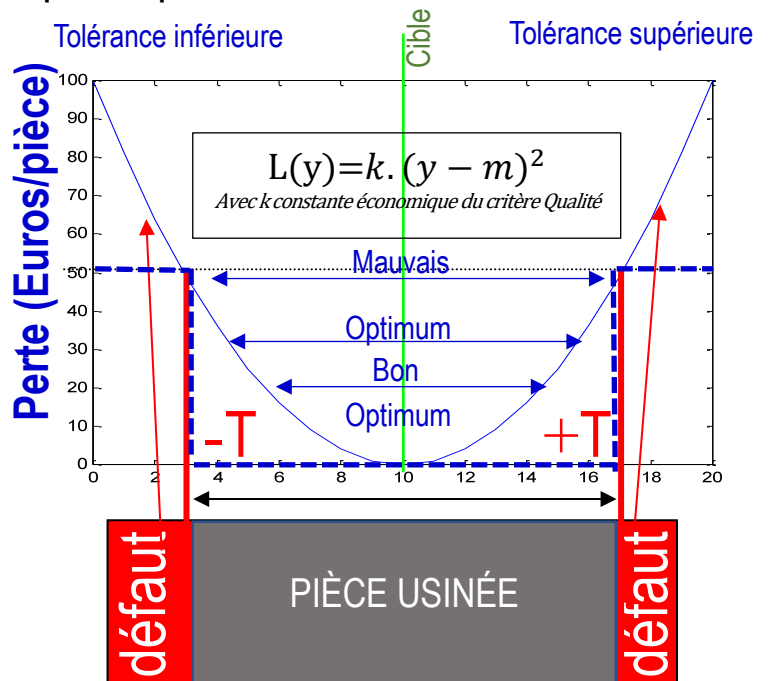 Tolérance inférieure
Tolérance supérieure
Cible
Perte (Euros/pièce)
100
90
80
70
60
50
40
30
20
10
0
L(y)=k. (y − m)²
Avec k constante économique du critère Qualité
Mauvais
Optimum
Bon
Optimum
-T
+T
0 2 4 6 8 10 12 14 16 18 20
défaut
PIÈCE USINÉE
défaut